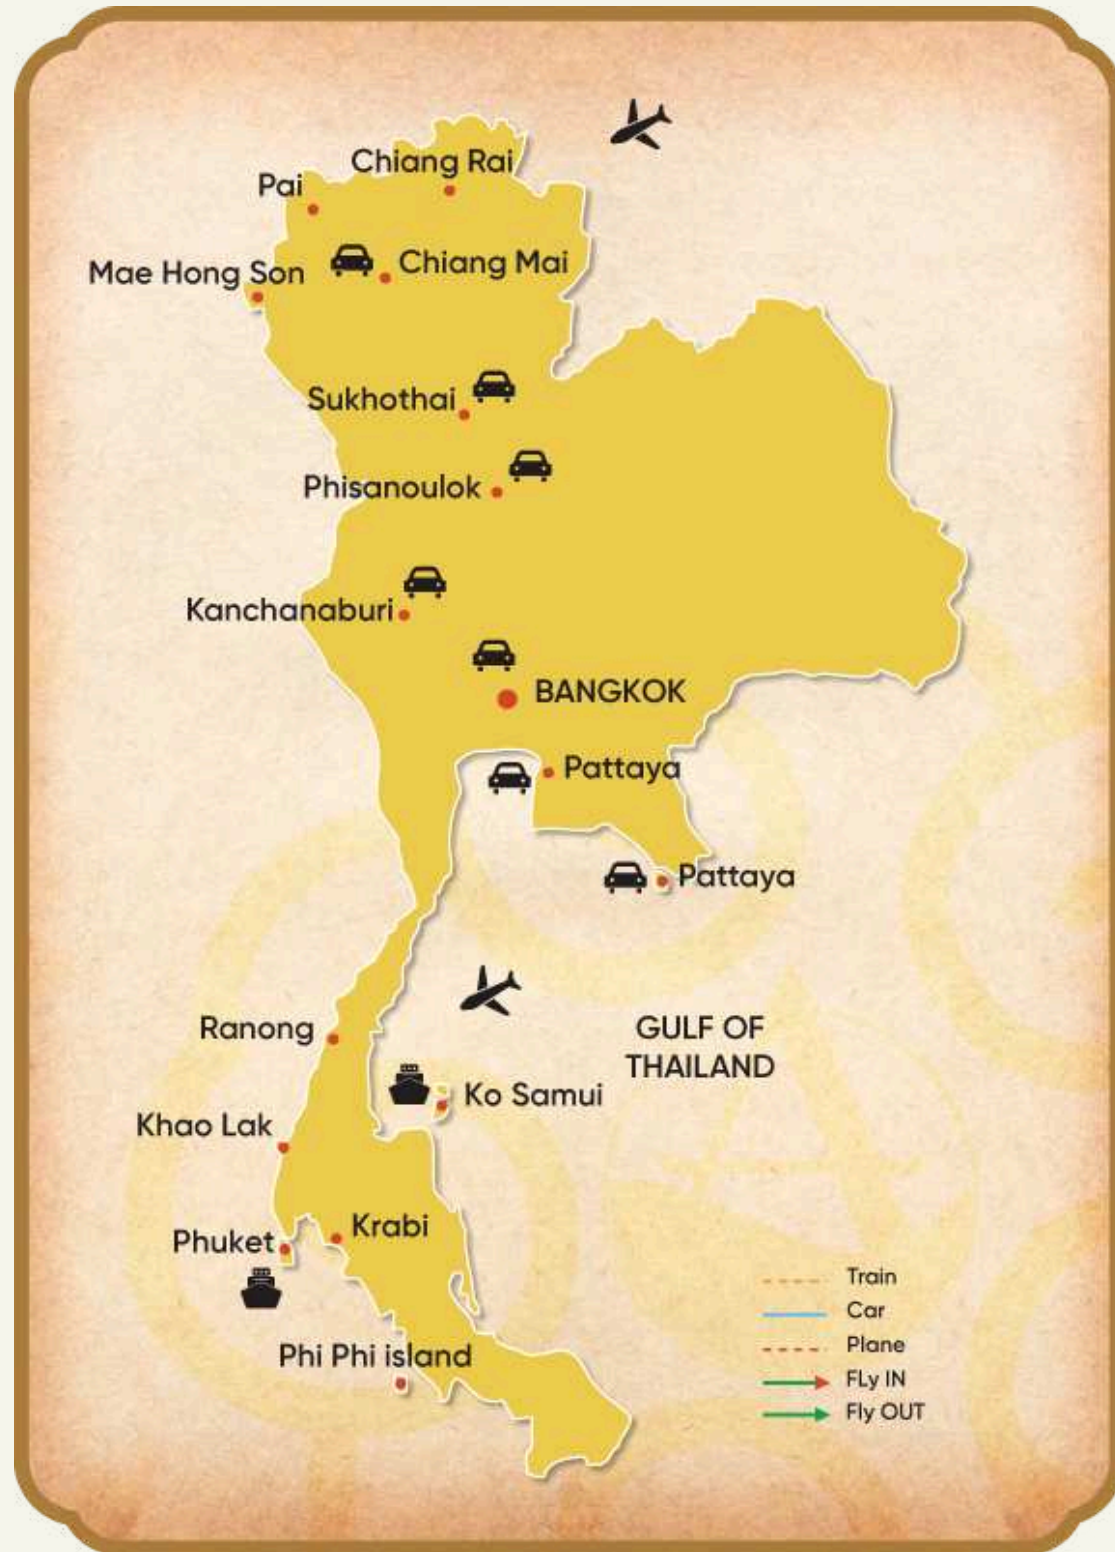 Chiang Rai
Pai
Chiang Mai
Mae Hong Son
Sukhothai
Phisanoulok
Kanchanaburi
BANGKOK
Pattaya
Pattaya
Ranong
GULF OF
THAILAND
Ko Samui
Khao Lak
Krabi
Phuket
Phi Phi island
Train
Car
Plane
FLy IN
Fly OUT